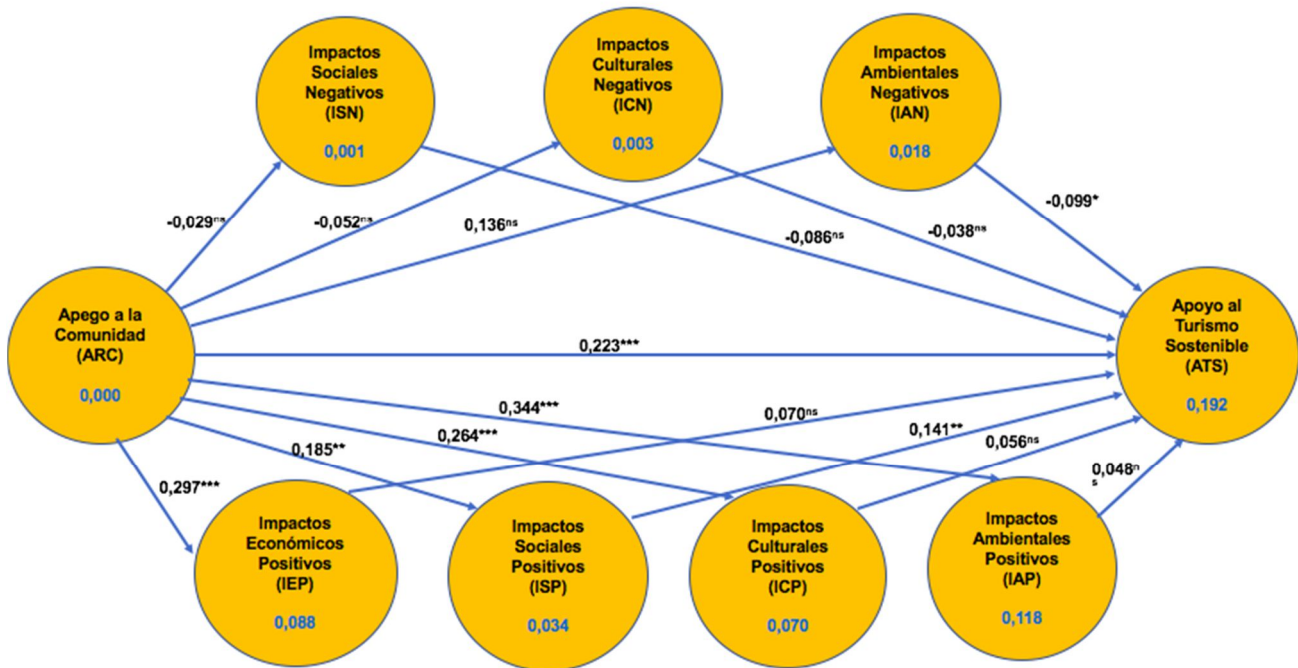 Impactos
Sociales
Negativos
(ISN)
0,001
Impactos
Culturales
Negativos
(ICN)
0,003
Impactos
Ambientales
Negativos
(IAN)
0,018
-0,029ⁿˢ
-0,052ⁿˢ
0,136ⁿˢ
-0,086ⁿˢ
-0,038ⁿˢ
-0,099*
Apego a la
Comunidad
(ARC)
0,000
0,223***
Apoyo al
Turismo
Sostenible
(ATS)
0,192
0,344***
0,070ⁿˢ
0,264***
0,141**
0,056ⁿˢ
0,185**
0,048ⁿ
ˢ
0,297***
Impactos
Económicos
Positivos
(IEP)
0,088
Impactos
Sociales
Positivos
(ISP)
0,034
Impactos
Culturales
Positivos
(ICP)
0,070
Impactos
Ambientales
Positivos
(IAP)
0,118